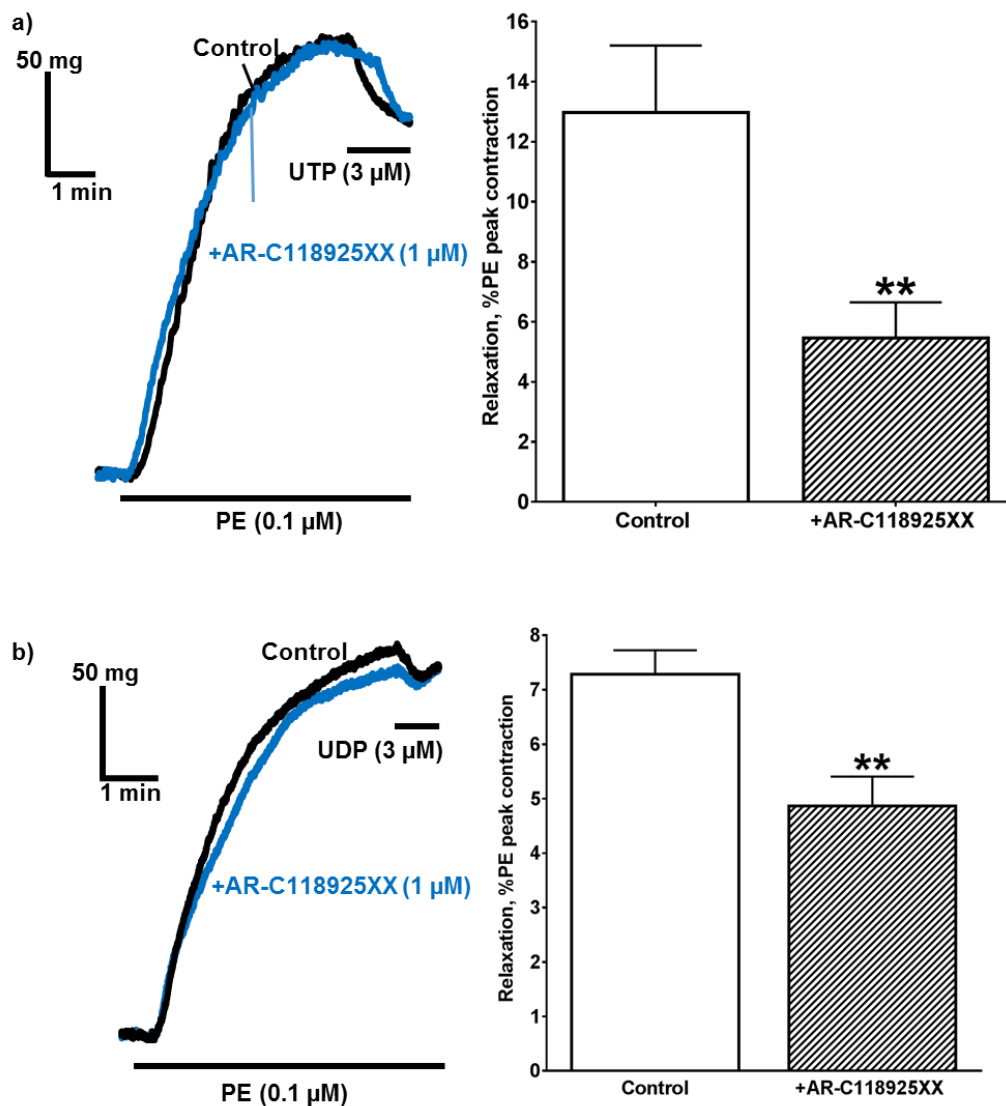 a)
50 mg
1 min
Control
UTP (3 µM)
+AR-C118925XX (1 µM)
PE (0.1 µM)
Relaxation, %PE peak contraction
16
14
12
10
8
6
4
2
0
**
Control
+AR-C118925XX
b)
50 mg
1 min
Control
UDP (3 µM)
+AR-C118925XX (1 µM)
PE (0.1 µM)
Relaxation, %PE peak contraction
8
7
6
5
4
3
2
1
0
**
Control
+AR-C118925XX